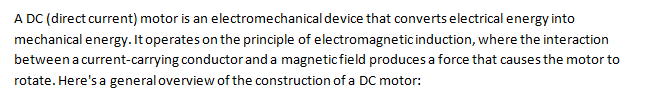 A DC (direct current) motor is an electromechanical device that converts electrical energy into
mechanical energy. It operates on the principle of electromagnetic induction, where the interaction
between a current-carrying conductor and a magnetic field produces a force that causes the motor to
rotate. Here's a general overview of the construction of a DC motor: